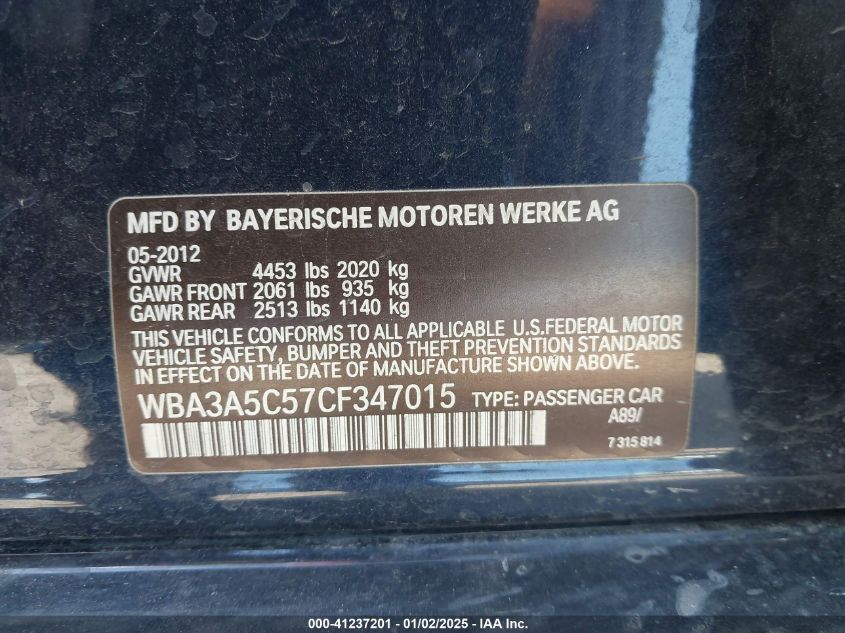 MFD BY BAYERISCHE MOTOREN WERKE AG
05-2012
GVWR 4453 lbs 2020 kg
GAWR FRONT 2061 lbs 935 kg
GAWR REAR 2513 lbs 1140 kg
THIS VEHICLE CONFORMS TO ALL APPLICABLE U.S.FEDERAL MOTOR
VEHICLE SAFETY, BUMPER AND THEFT PREVENTION STANDARDS
IN EFFECT ON THE DATE OF MANUFACTURE SHOWN ABOVE.
WBA3A5C57CF347015 TYPE: PASSENGER CAR
A89/
7 315 814
000-41237201 - 01/02/2025 - IAA Inc.